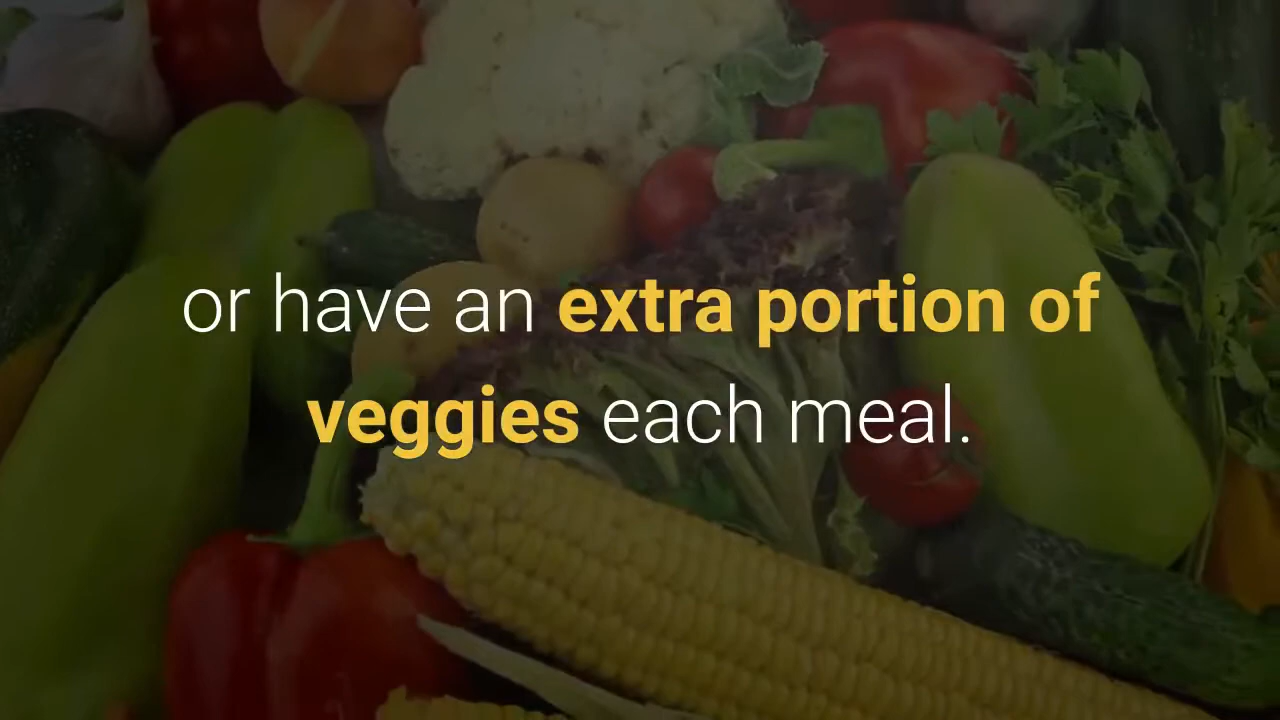 or have an extra portion of
veggies each meal.